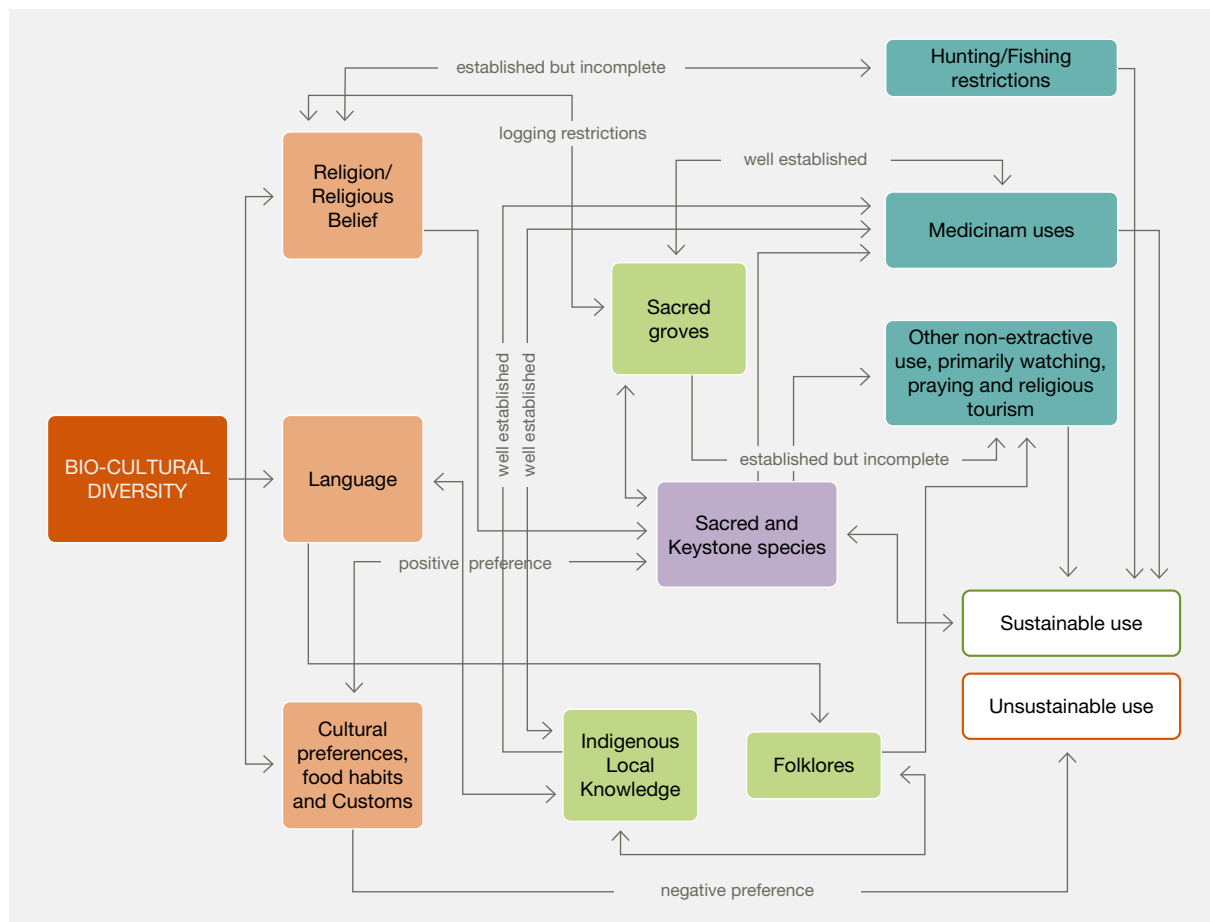 established but incomplete
Hunting/Fishing
restrictions
logging restrictions
Religion/
Religious
Belief
well established
Medicinam uses
Sacred
groves
Other non-extractive
use, primarily watching,
praying and religious
tourism
well established
well established
BIO-CULTURAL
DIVERSITY
Language
established but incomplete
Sacred and
Keystone species
positive preference
Sustainable use
Unsustainable use
Cultural
preferences,
food habits
and Customs
Indigenous
Local
Knowledge
Folklores
negative preference